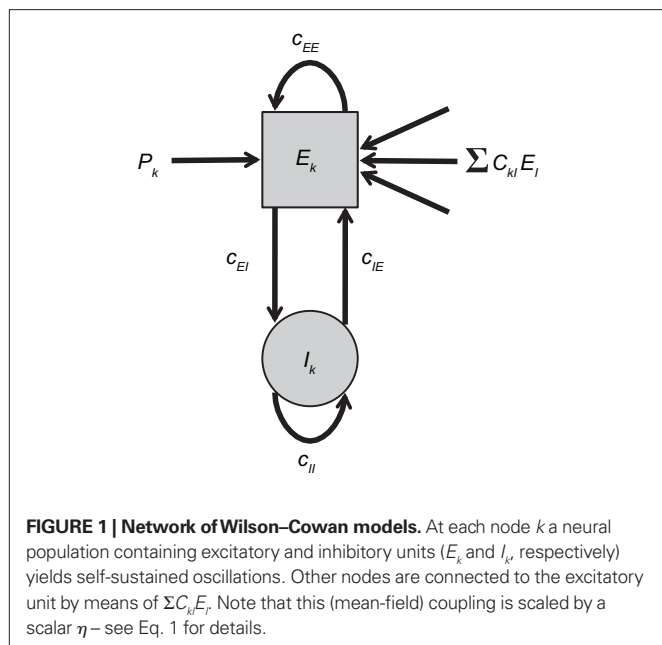 c_EE
P_k
E_k
∑ C_kl E_l
c_EI
c_IE
I_k
c_II
FIGURE 1 | Network of Wilson–Cowan models. At each node k a neural
population containing excitatory and inhibitory units (E_k and I_k, respectively)
yields self-sustained oscillations. Other nodes are connected to the excitatory
unit by means of ΣC_kl E_l. Note that this (mean-field) coupling is scaled by a
scalar η – see Eq. 1 for details.